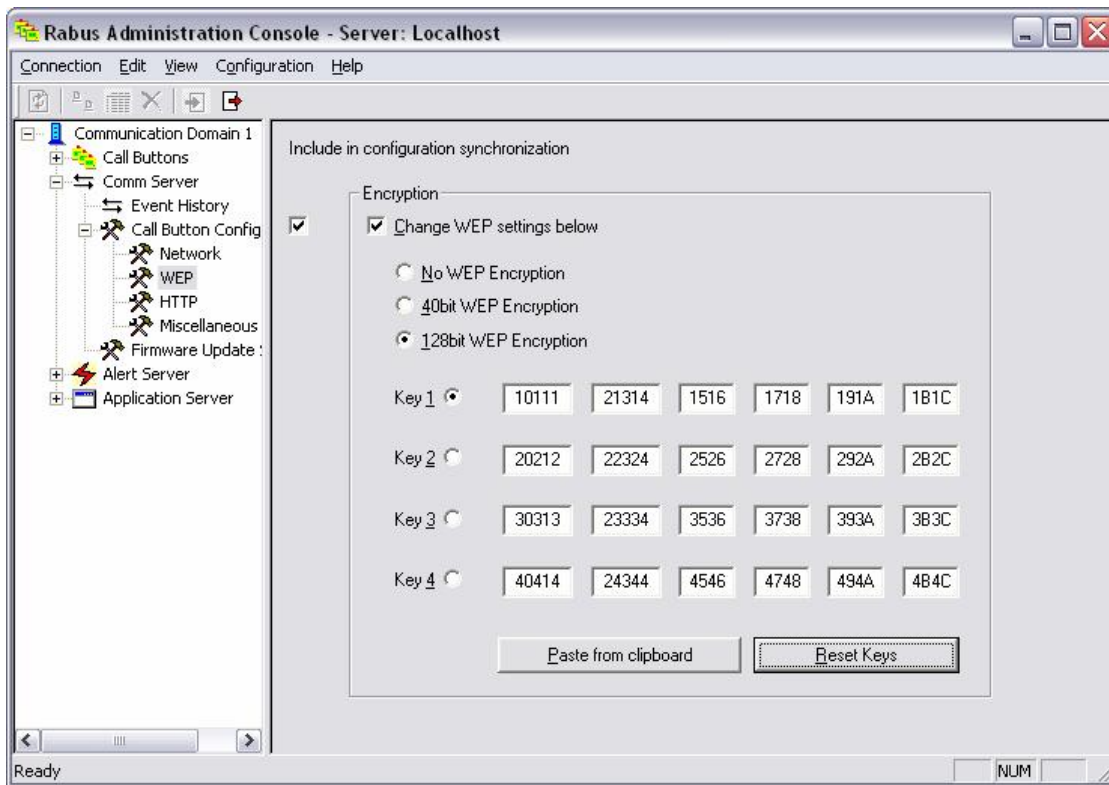 Rabus Administration Console - Server: Localhost
Connection Edit View Configuration Help
Communication Domain 1
Call Buttons
Comm Server
Event History
Call Button Config
Network
WEP
HTTP
Miscellaneous
Firmware Update :
Alert Server
Application Server
Include in configuration synchronization
Encryption
Change WEP settings below
No WEP Encryption
40bit WEP Encryption
128bit WEP Encryption
Key 1 10111 21314 1516 1718 191A 1B1C
Key 2 20212 22324 2526 2728 292A 2B2C
Key 3 30313 23334 3536 3738 393A 3B3C
Key 4 40414 24344 4546 4748 494A 4B4C
Paste from clipboard Reset Keys
Ready NUM